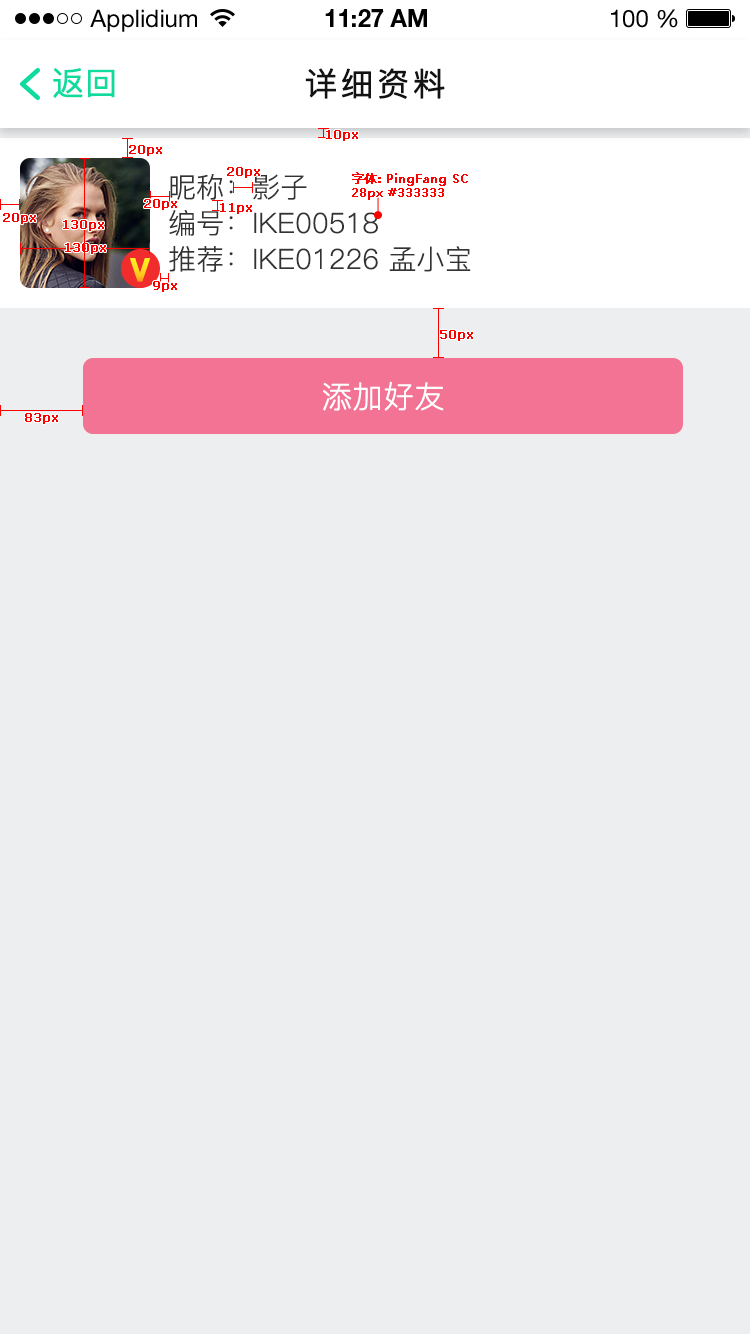 Applidium 11:27 AM 100 %
返回 详细资料
10px
20px
昵称：影子
20px
字体: PingFang SC
28px #333333
20px
20px
11px
130px
130px
编号：IKE00518
推荐：IKE01226 孟小宝
V
9px
50px
添加好友
83px